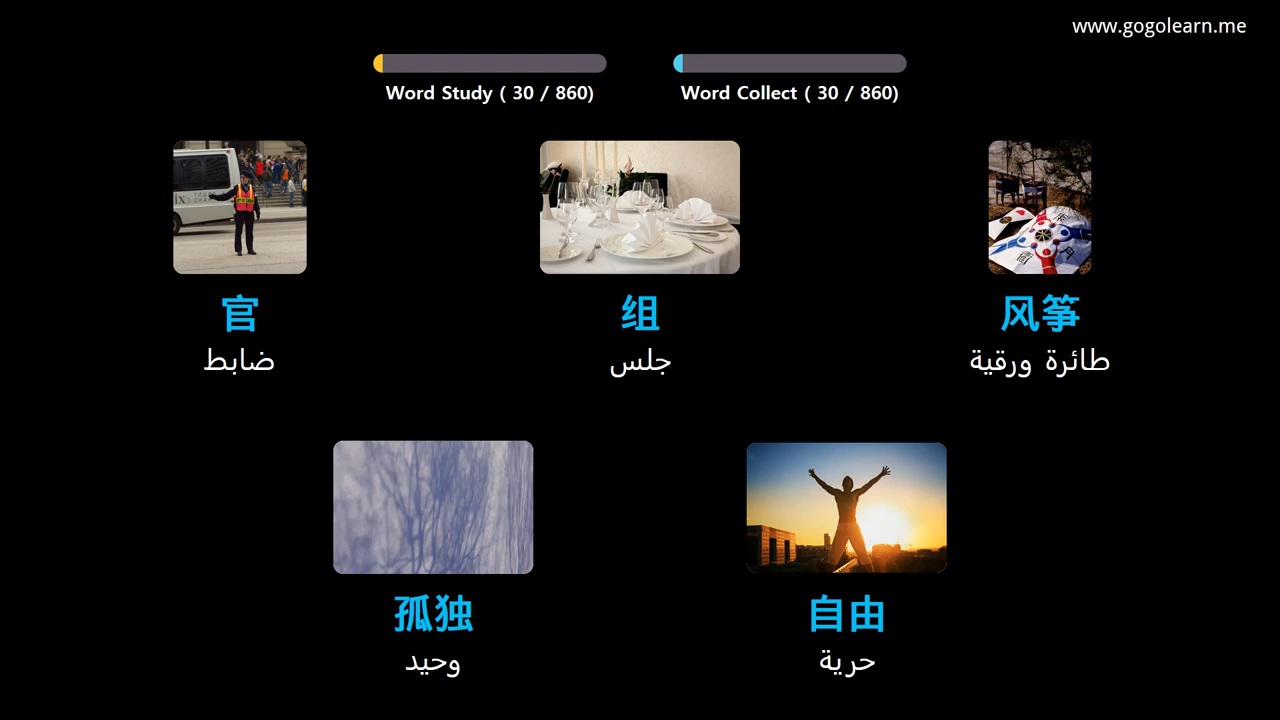 www.gogolearn.me
Word Study ( 30 / 860)
Word Collect ( 30 / 860)
官
ضابط
组
جلس
风筝
طائرة ورقية
孤独
وحيد
自由
حرية